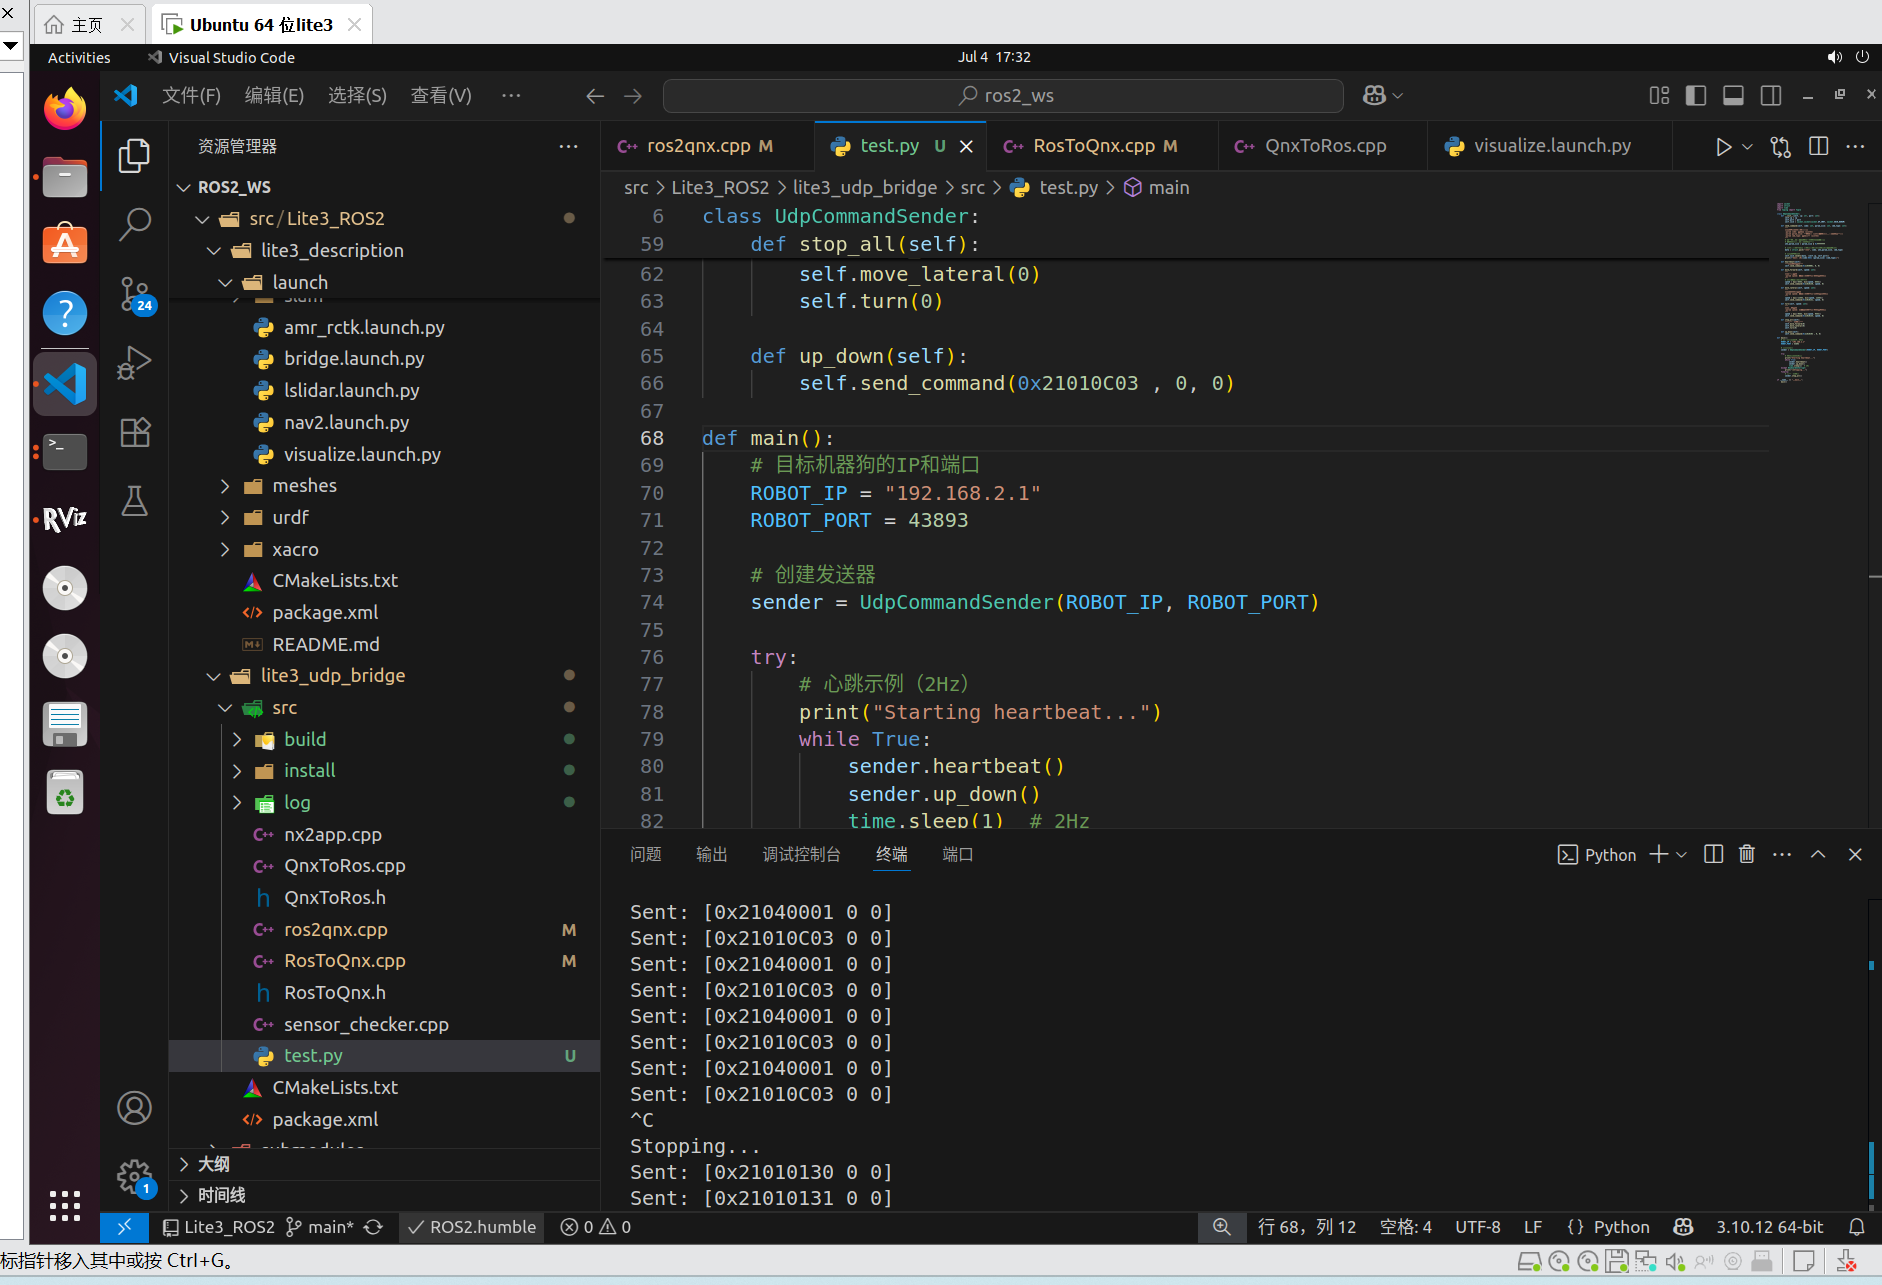 主页
Ubuntu 64 位lite3
Activities
Visual Studio Code
Jul 4 17:32
文件(F)
编辑(E)
选择(S)
查看(V)
ros2_ws
资源管理器
ROS2_WS
src/Lite3_ROS2
lite3_description
launch
amr_rctk.launch.py
bridge.launch.py
lslidar.launch.py
nav2.launch.py
visualize.launch.py
meshes
urdf
xacro
CMakeLists.txt
package.xml
README.md
lite3_udp_bridge
src
build
install
log
nx2app.cpp
QnxToRos.cpp
QnxToRos.h
ros2qnx.cpp M
RosToQnx.cpp M
RosToQnx.h
sensor_checker.cpp
test.py U
CMakeLists.txt
package.xml
大纲
时间线
24
1
RViz
ros2qnx.cpp M
test.py U
RosToQnx.cpp M
QnxToRos.cpp
visualize.launch.py
src > Lite3_ROS2 > lite3_udp_bridge > src > test.py > main
6 class UdpCommandSender:
59 def stop_all(self):
62 self.move_lateral(0)
63 self.turn(0)
64
65 def up_down(self):
66 self.send_command(0x21010C03 , 0, 0)
67
68 def main():
69 # 目标机器狗的IP和端口
70 ROBOT_IP = "192.168.2.1"
71 ROBOT_PORT = 43893
72
73 # 创建发送器
74 sender = UdpCommandSender(ROBOT_IP, ROBOT_PORT)
75
76 try:
77 # 心跳示例（2Hz）
78 print("Starting heartbeat...")
79 while True:
80 sender.heartbeat()
81 sender.up_down()
82 time.sleep(1) # 2Hz
问题
输出
调试控制台
终端
端口
Python
Sent: [0x21040001 0 0]
Sent: [0x21010C03 0 0]
Sent: [0x21040001 0 0]
Sent: [0x21010C03 0 0]
Sent: [0x21040001 0 0]
Sent: [0x21010C03 0 0]
Sent: [0x21040001 0 0]
Sent: [0x21010C03 0 0]
^C
Stopping...
Sent: [0x21010130 0 0]
Sent: [0x21010131 0 0]
Lite3_ROS2
main*
ROS2.humble
0
0
行 68，列 12
空格: 4
UTF-8
LF
{} Python
3.10.12 64-bit
标指针移入其中或按 Ctrl+G。